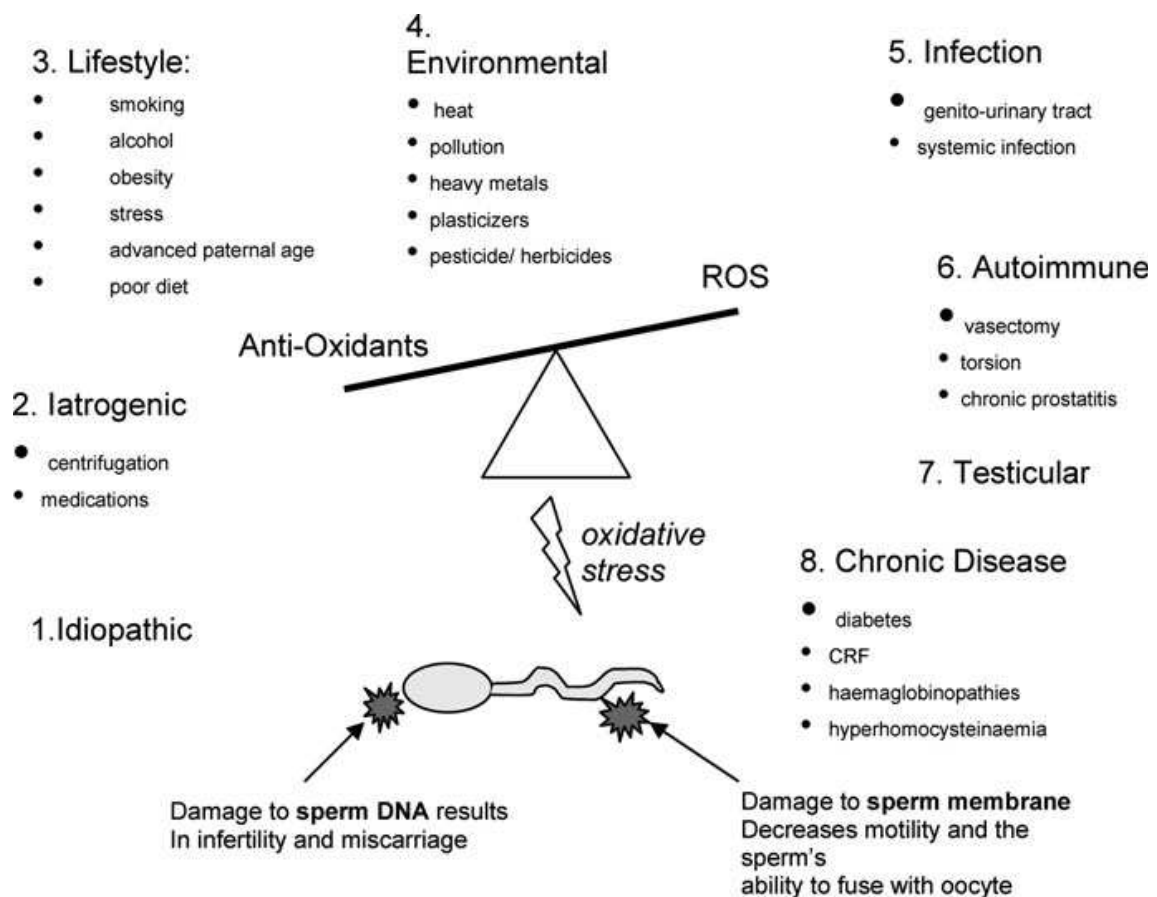 3. Lifestyle:
• smoking
• alcohol
• obesity
• stress
• advanced paternal age
• poor diet
4.
Environmental
• heat
• pollution
• heavy metals
• plasticizers
• pesticide/ herbicides
5. Infection
• genito-urinary tract
• systemic infection
ROS
Anti-Oxidants
6. Autoimmune
• vasectomy
• torsion
• chronic prostatitis
2. Iatrogenic
• centrifugation
• medications
7. Testicular
oxidative
stress
8. Chronic Disease
• diabetes
• CRF
• haemaglobinopathies
• hyperhomocysteinaemia
1.Idiopathic
Damage to sperm DNA results
In infertility and miscarriage
Damage to sperm membrane
Decreases motility and the
sperm's
ability to fuse with oocyte